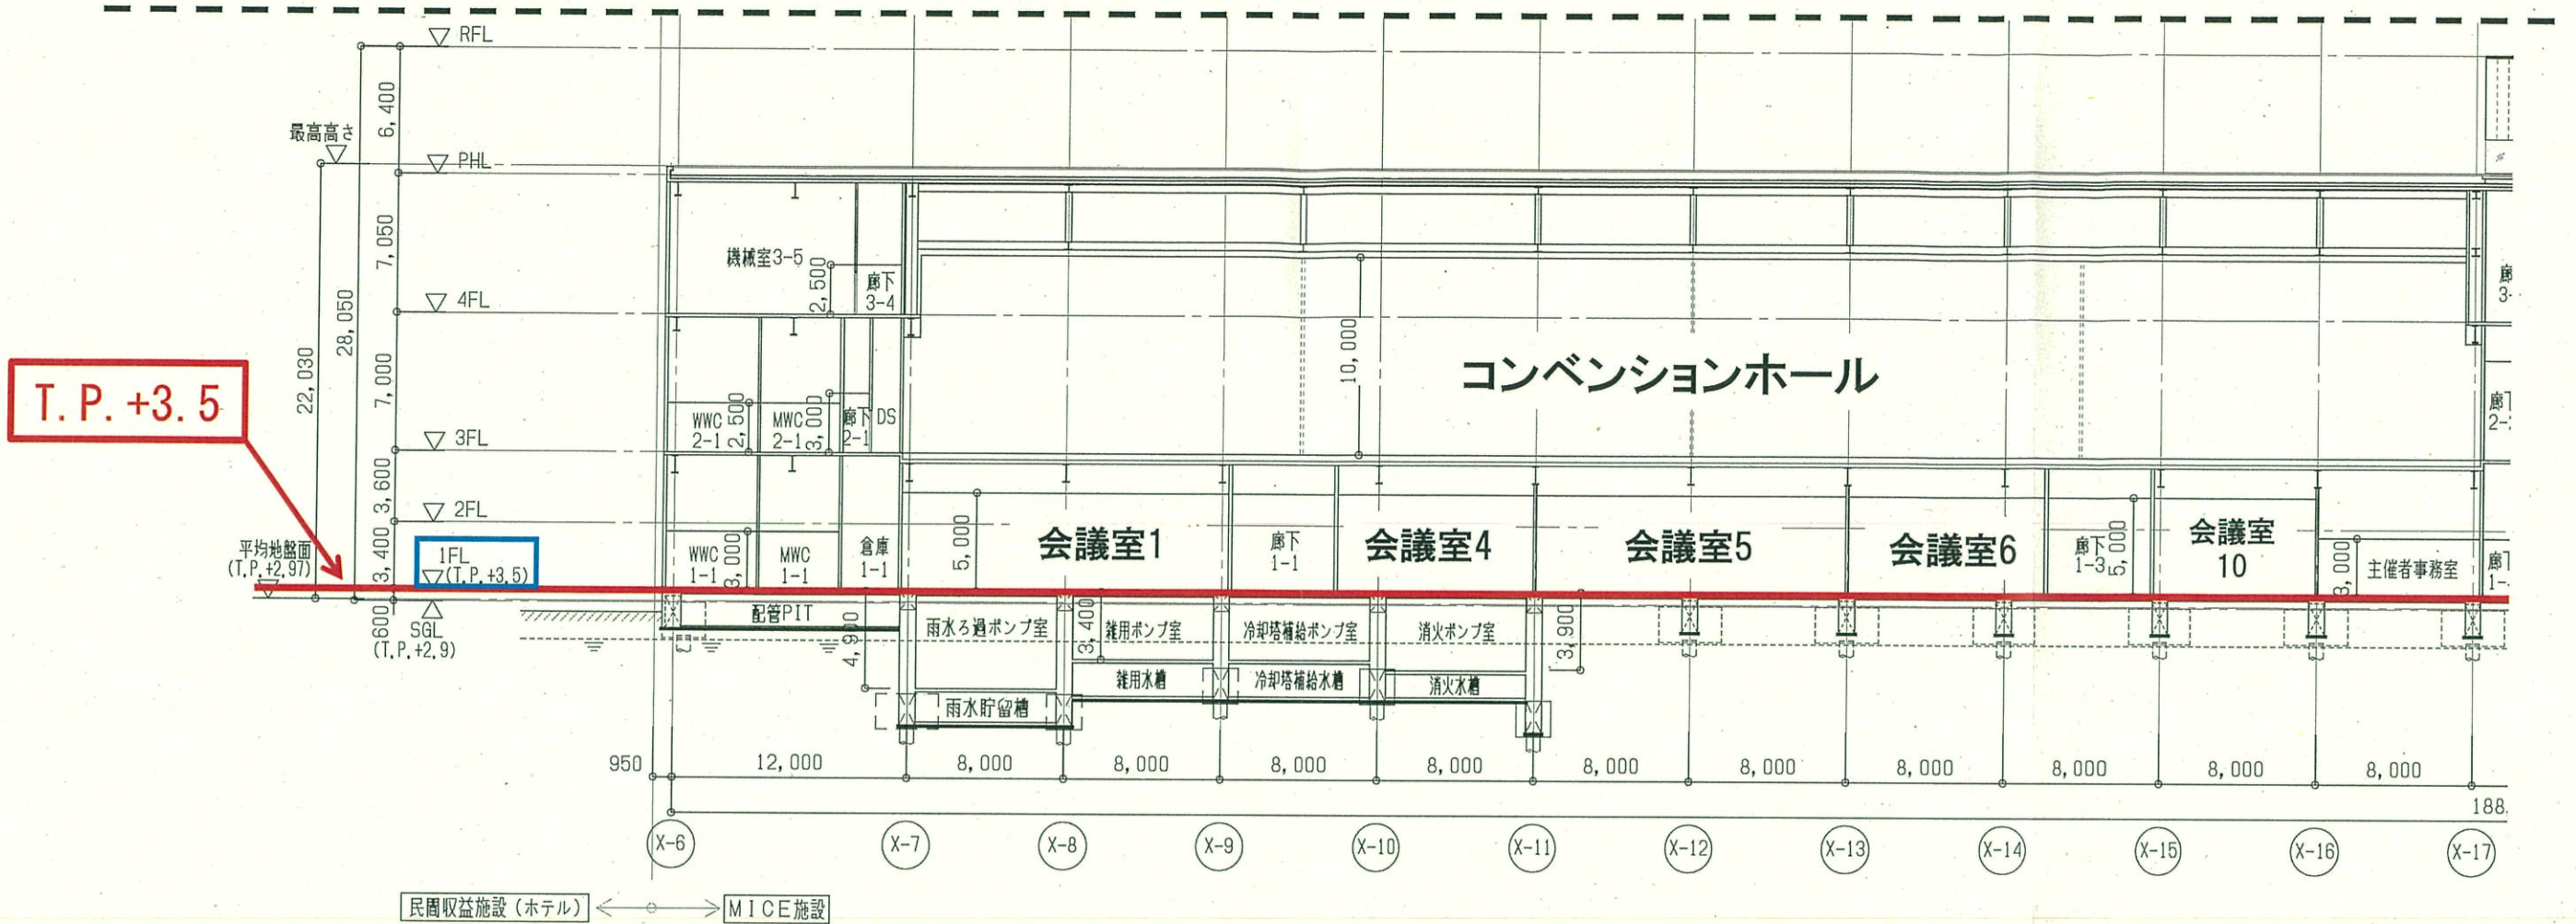 RFL
6,400
最高高さ
PHL
7,050
機械室3-5
2,500
廊下
3-4
廊
3-
4FL
28,050
22,030
7,000
10,000
コンベンションホール
T.P.+3.5
WWC
2-1
2,500
MWC
2-1
3,000
廊下
2-1
DS
廊下
2-
3FL
3,600
2FL
3,400
平均地盤面
(T.P.+2.97)
1FL
(T.P.+3.5)
WWC
1-1
3,000
MWC
1-1
倉庫
1-1
5,000
会議室1
廊下
1-1
会議室4
会議室5
会議室6
廊下
1-3
5,000
会議室
10
3,000
主催者事務室
廊下
1-
600
SGL
(T.P.+2.9)
配管PIT
4,900
雨水ろ過ポンプ室
3,400
雑用ポンプ室
冷却塔補給ポンプ室
消火ポンプ室
3,900
雑用水槽
冷却塔補給水槽
消火水槽
雨水貯留槽
950
12,000
8,000
8,000
8,000
8,000
8,000
8,000
8,000
8,000
8,000
8,000
188.
X-6
X-7
X-8
X-9
X-10
X-11
X-12
X-13
X-14
X-15
X-16
X-17
民間収益施設(ホテル)
MICE施設